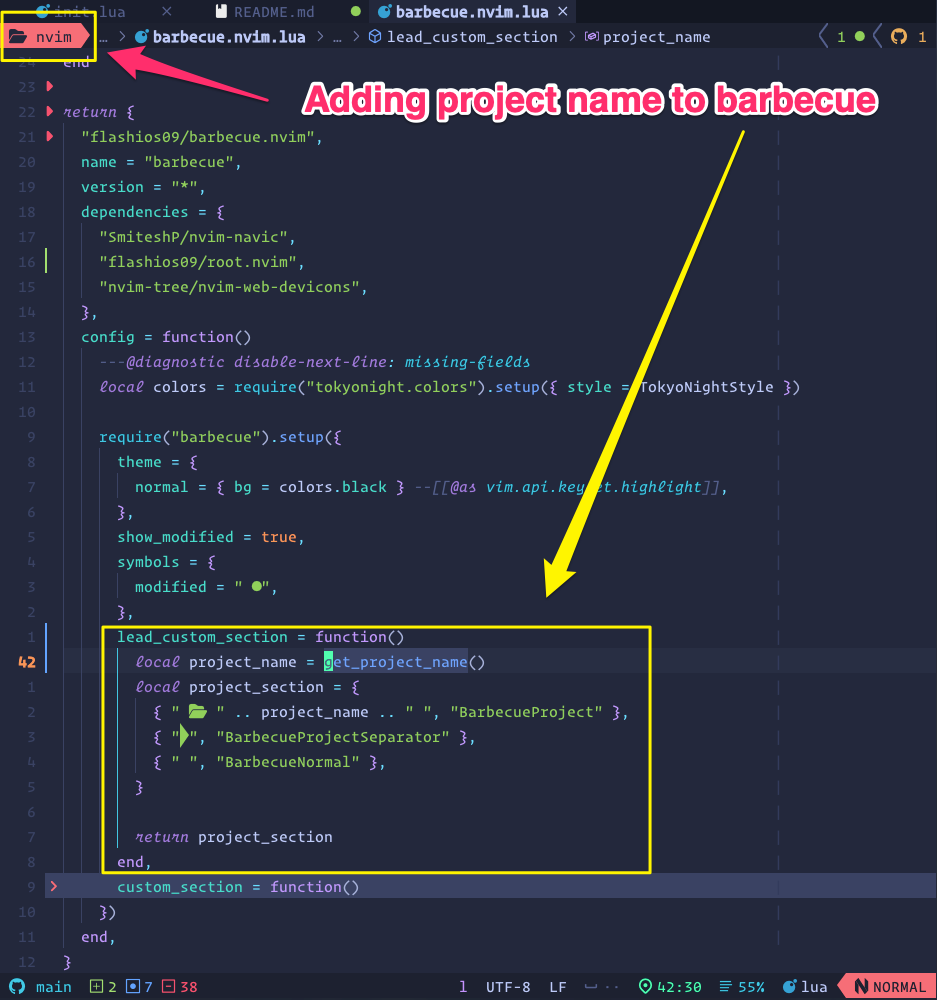 init.lua README.md barbecue.nvim.lua
nvim … > barbecue.nvim.lua > … > lead_custom_section > project_name 1 1
Adding project name to barbecue
24 end
23
22 return {
21 "flashios09/barbecue.nvim",
20 name = "barbecue",
19 version = "*",
18 dependencies = {
17 "SmiteshP/nvim-navic",
16 "flashios09/root.nvim",
15 "nvim-tree/nvim-web-devicons",
14 },
13 config = function()
12 ---@diagnostic disable-next-line: missing-fields
11 local colors = require("tokyonight.colors").setup({ style = TokyoNightStyle })
10
9 require("barbecue").setup({
8 theme = {
7 normal = { bg = colors.black } --[[@as vim.api.key et.highlight]],
6 },
5 show_modified = true,
4 symbols = {
3 modified = " ●",
2 },
1 lead_custom_section = function()
42 local project_name = get_project_name()
1 local project_section = {
2 { " " .. project_name .. " ", "BarbecueProject" },
3 { "", "BarbecueProjectSeparator" },
4 { " ", "BarbecueNormal" },
5 }
6
7 return project_section
8 end,
9 custom_section = function()
10 })
11 end,
12 }
main 2 7 38 l UTF-8 LF 42:30 55% lua NORMAL